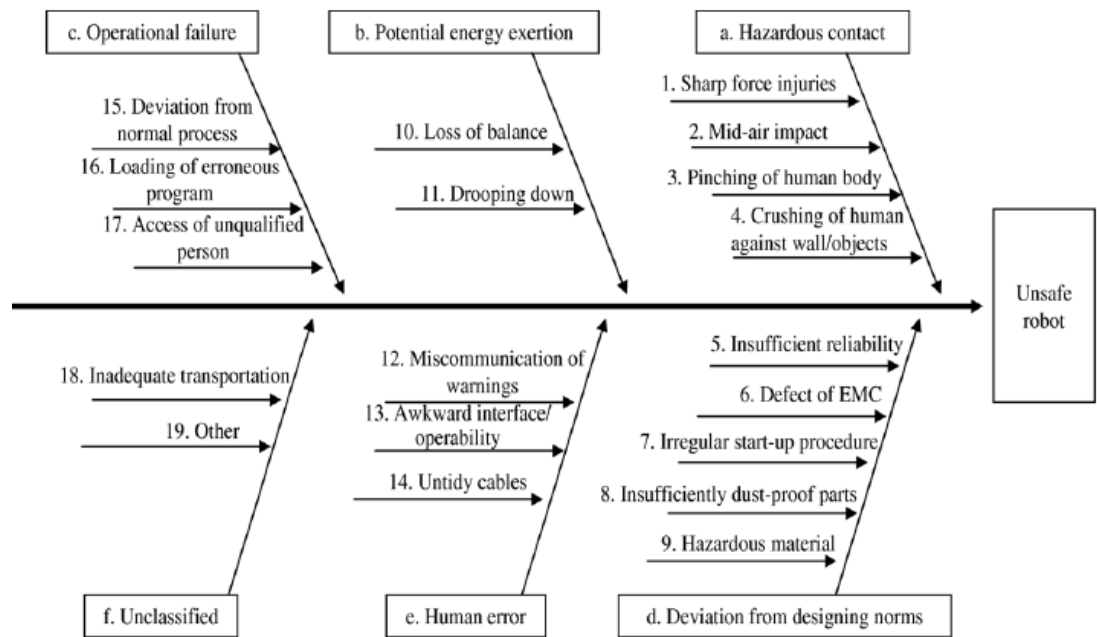 c. Operational failure
b. Potential energy exertion
a. Hazardous contact
15. Deviation from
normal process
16. Loading of erroneous
program
17. Access of unqualified
person
10. Loss of balance
11. Drooping down
1. Sharp force injuries
2. Mid-air impact
3. Pinching of human body
4. Crushing of human
against wall/objects
Unsafe
robot
18. Inadequate transportation
19. Other
12. Miscommunication of
warnings
13. Awkward interface/
operability
14. Untidy cables
5. Insufficient reliability
6. Defect of EMC
7. Irregular start-up procedure
8. Insufficiently dust-proof parts
9. Hazardous material
f. Unclassified
e. Human error
d. Deviation from designing norms